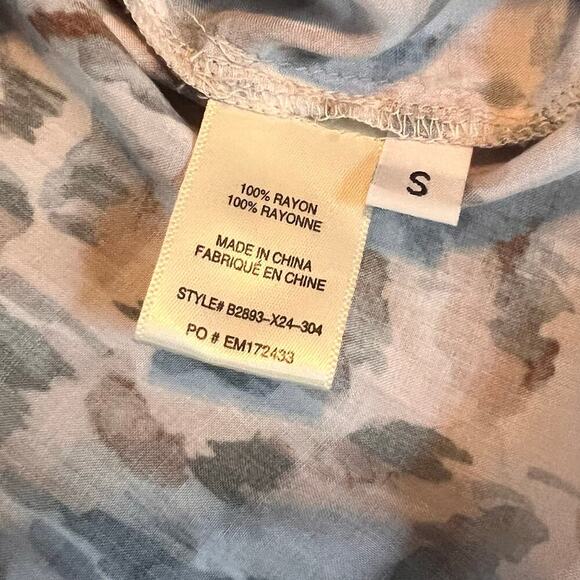 100% RAYON
100% RAYONNE
MADE IN CHINA
FABRIQUÉ EN CHINE
STYLE# B2893-X24-304
PO # EM172433
S